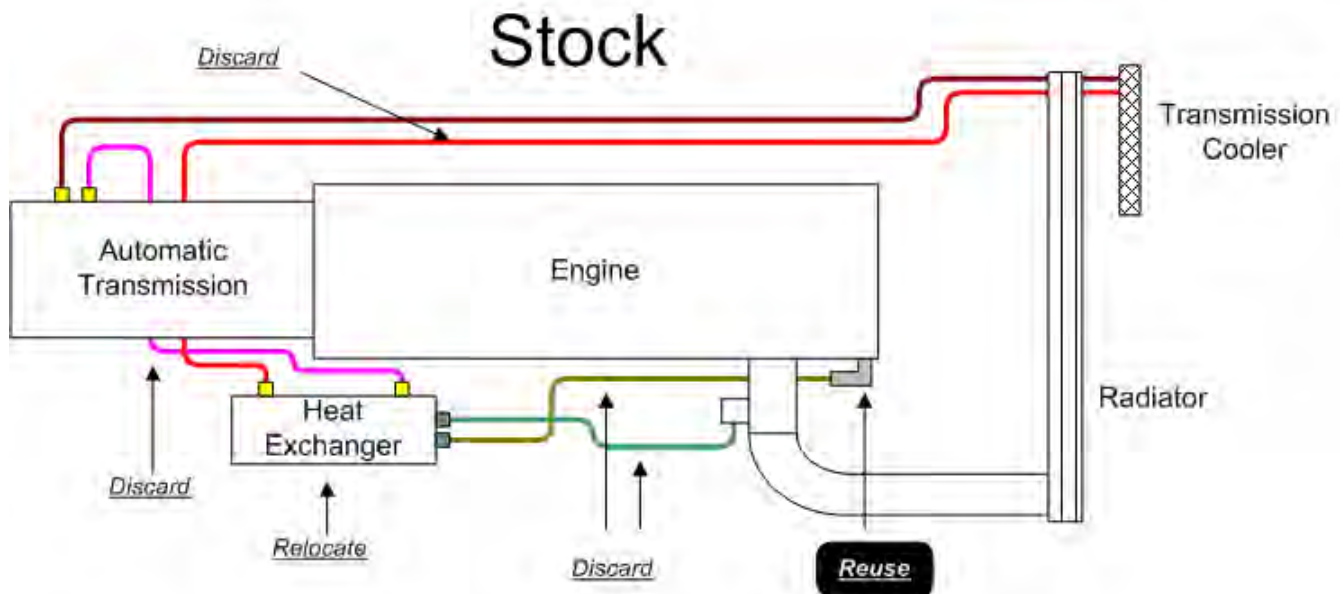 Stock
Discard
Transmission
Cooler
Automatic
Transmission
Engine
Radiator
Heat
Exchanger
Discard
Relocate
Discard
Reuse